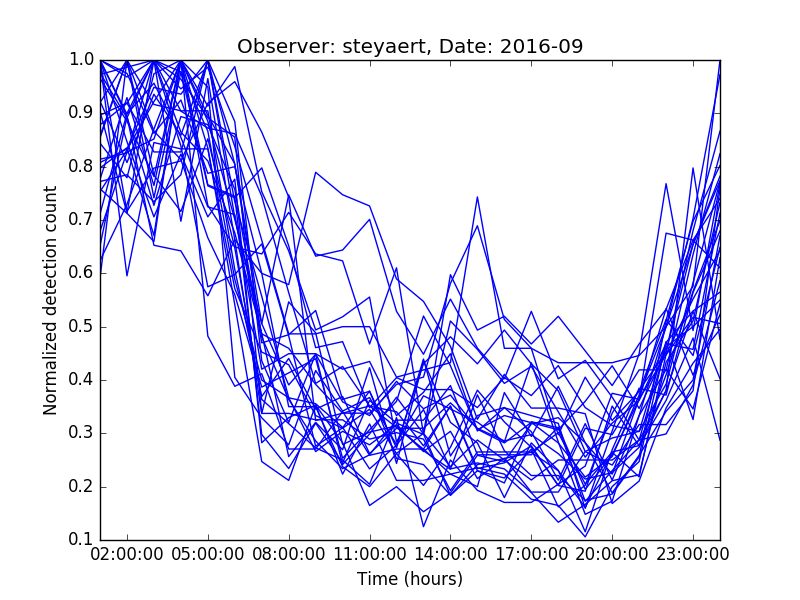 Observer: steyaert, Date: 2016-09
1.0
0.9
0.8
0.7
0.6
0.5
0.4
0.3
0.2
0.1
Normalized detection count
02:00:00 05:00:00 08:00:00 11:00:00 14:00:00 17:00:00 20:00:00 23:00:00
Time (hours)